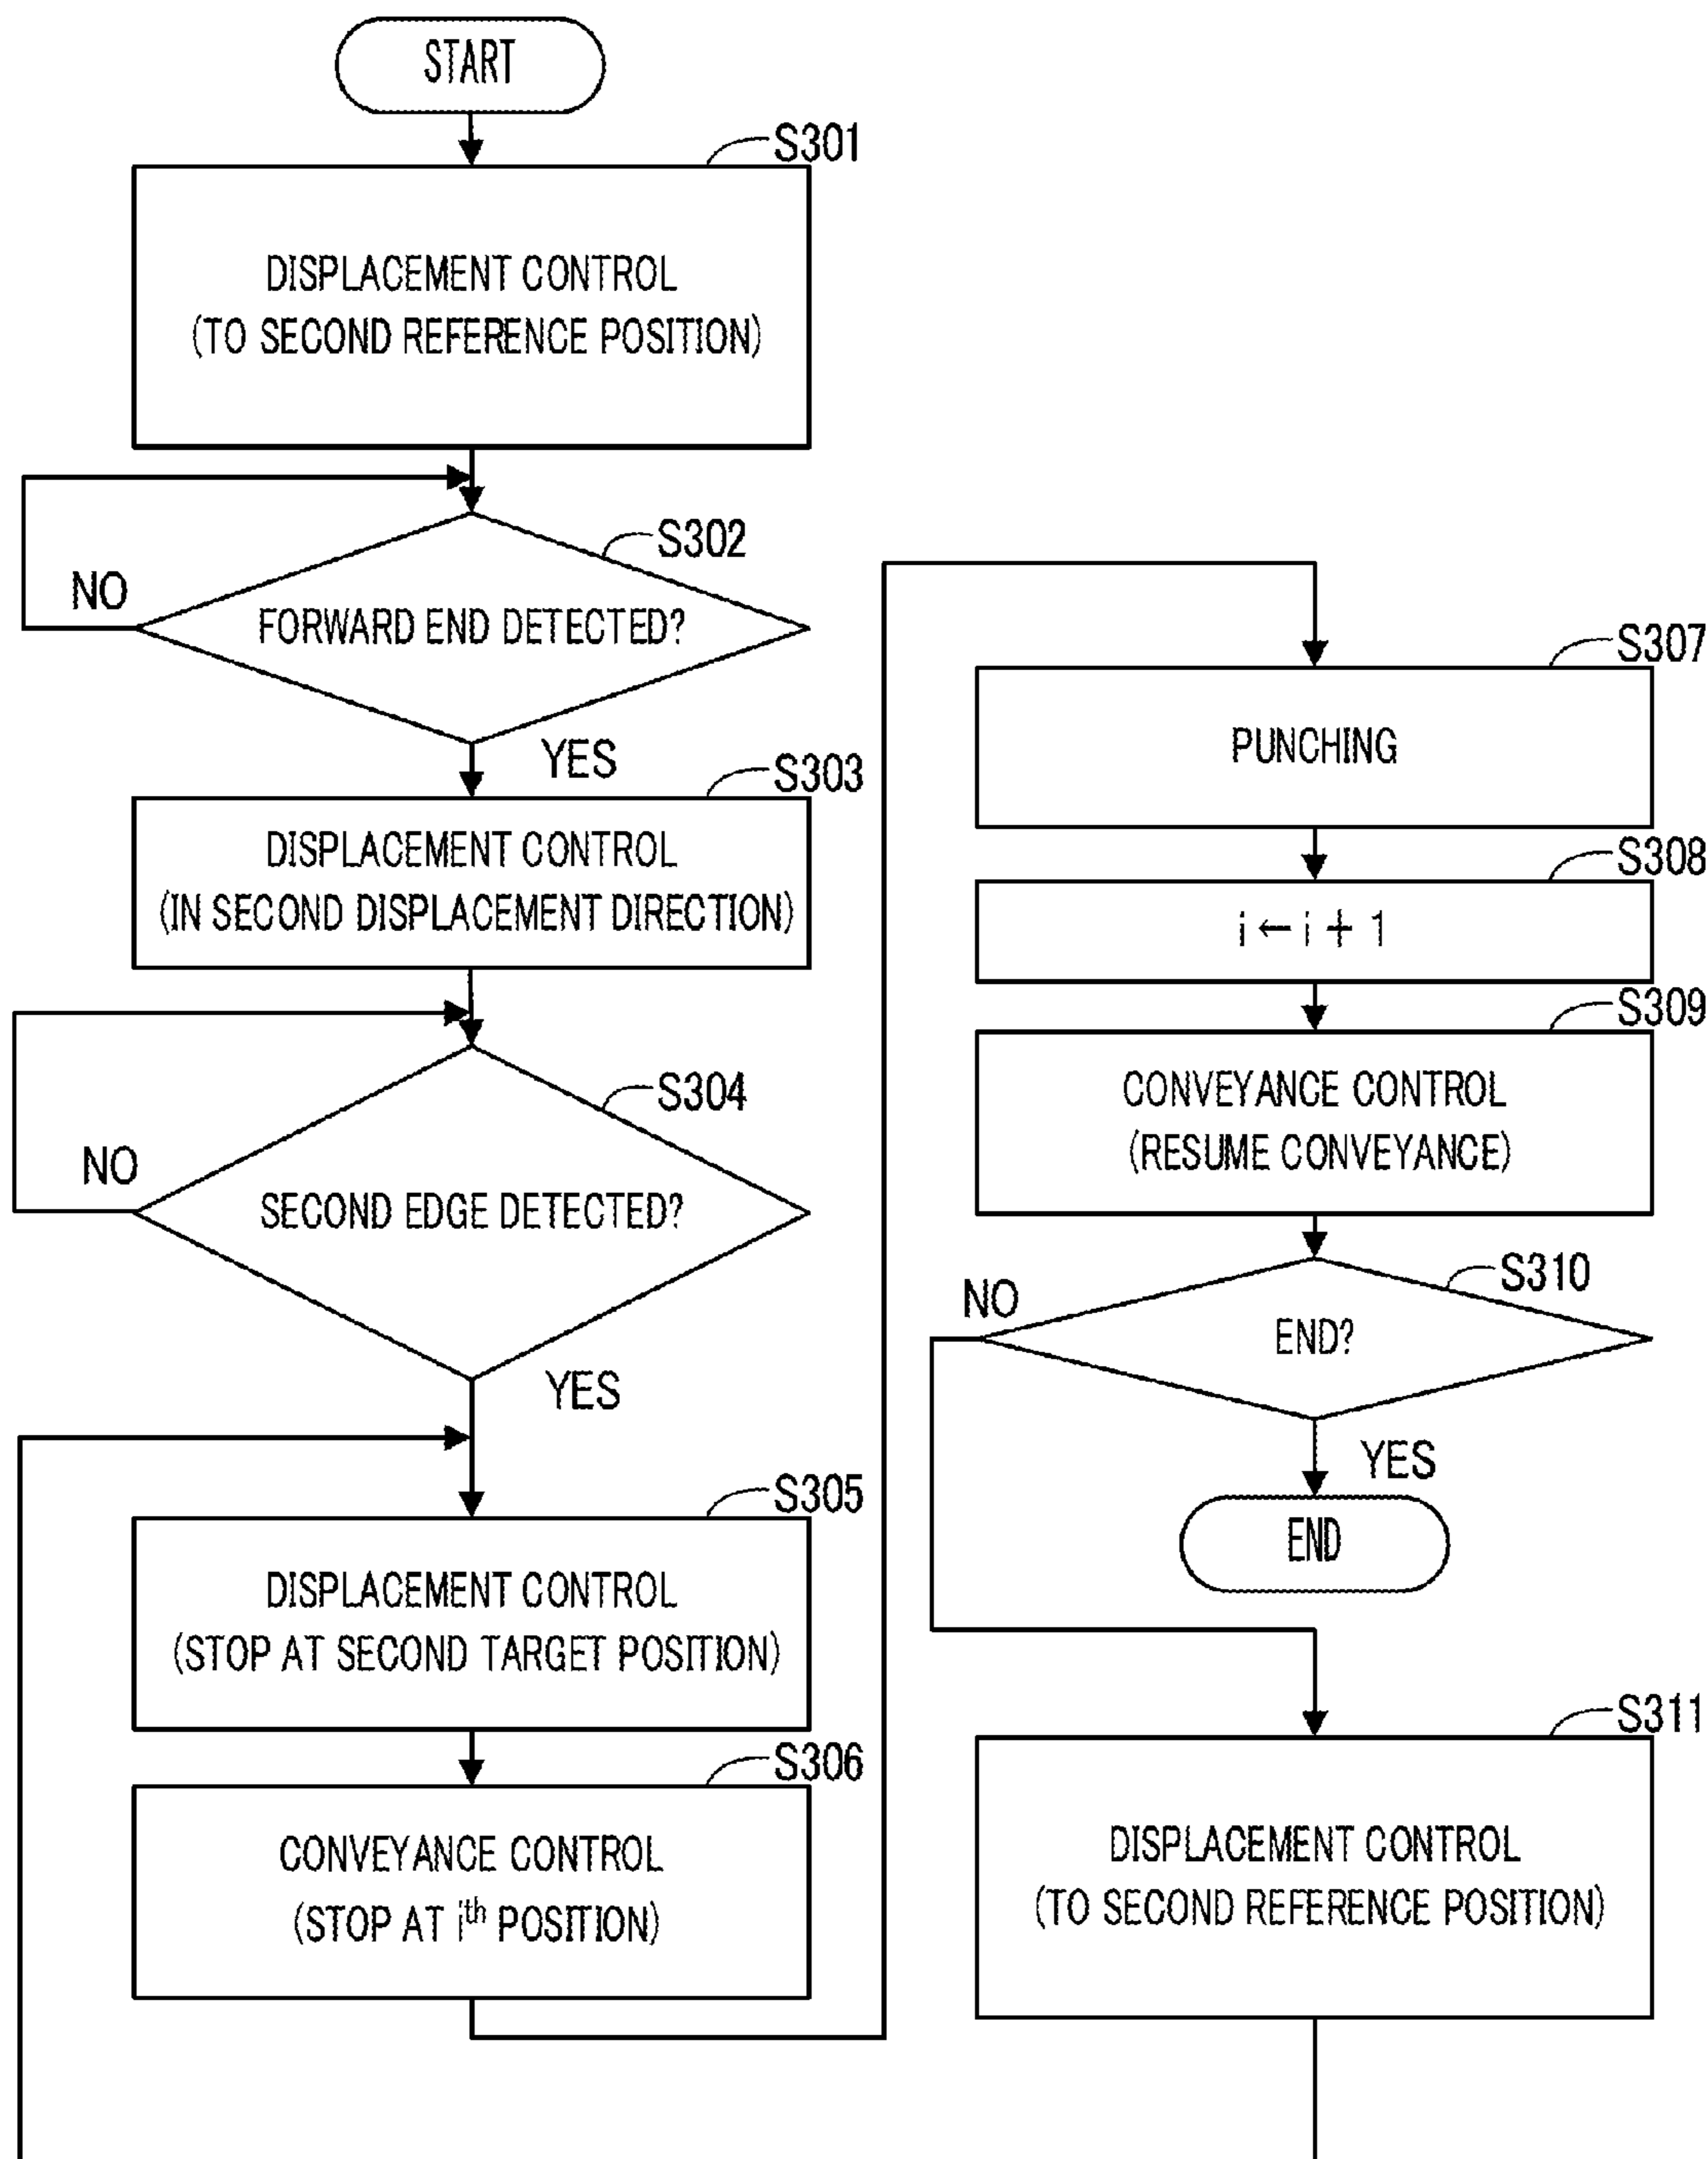 START
S301
DISPLACEMENT CONTROL
(TO SECOND REFERENCE POSITION)
S302
NO
FORWARD END DETECTED?
YES
S303
DISPLACEMENT CONTROL
(IN SECOND DISPLACEMENT DIRECTION)
S304
NO
SECOND EDGE DETECTED?
YES
S305
DISPLACEMENT CONTROL
(STOP AT SECOND TARGET POSITION)
S306
CONVEYANCE CONTROL
(STOP AT ith POSITION)
S307
PUNCHING
S308
i ← i + 1
S309
CONVEYANCE CONTROL
(RESUME CONVEYANCE)
S310
NO
END?
YES
END
S311
DISPLACEMENT CONTROL
(TO SECOND REFERENCE POSITION)